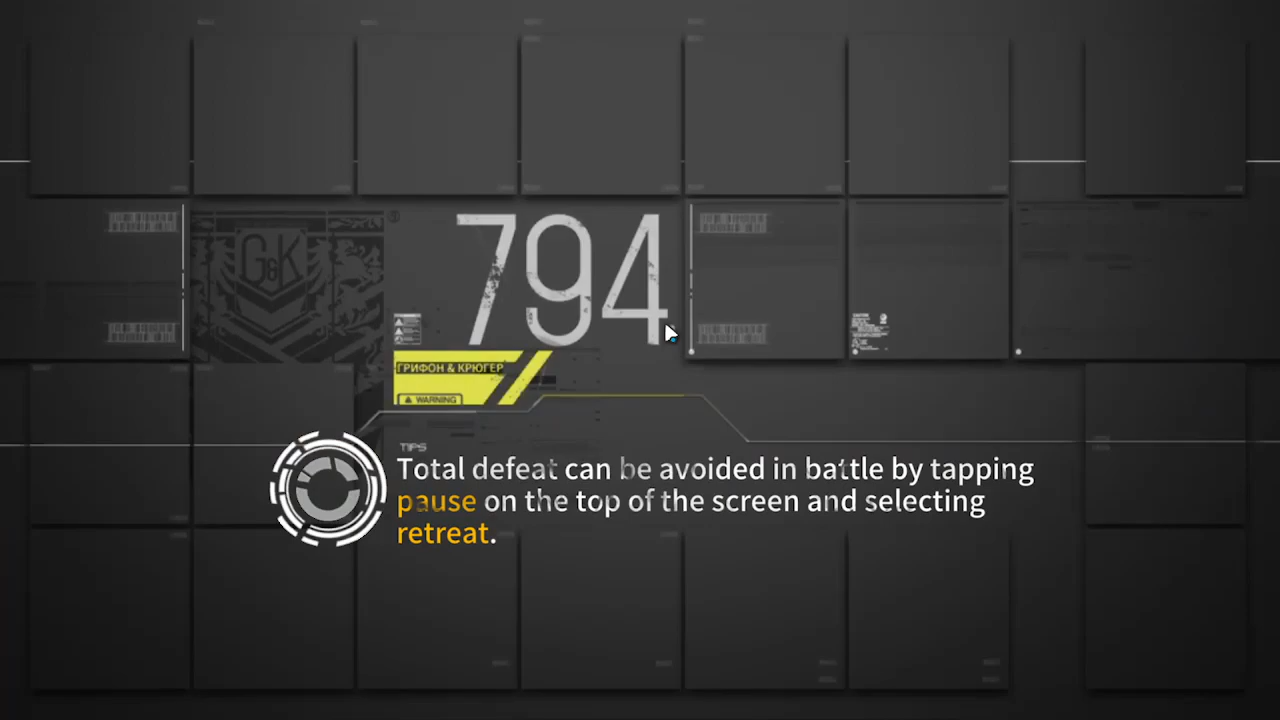 G&K
794
ГРИФОН & КРЮГЕР
WARNING
TIPS
Total defeat can be avoided in battle by tapping
pause on the top of the screen and selecting
retreat.